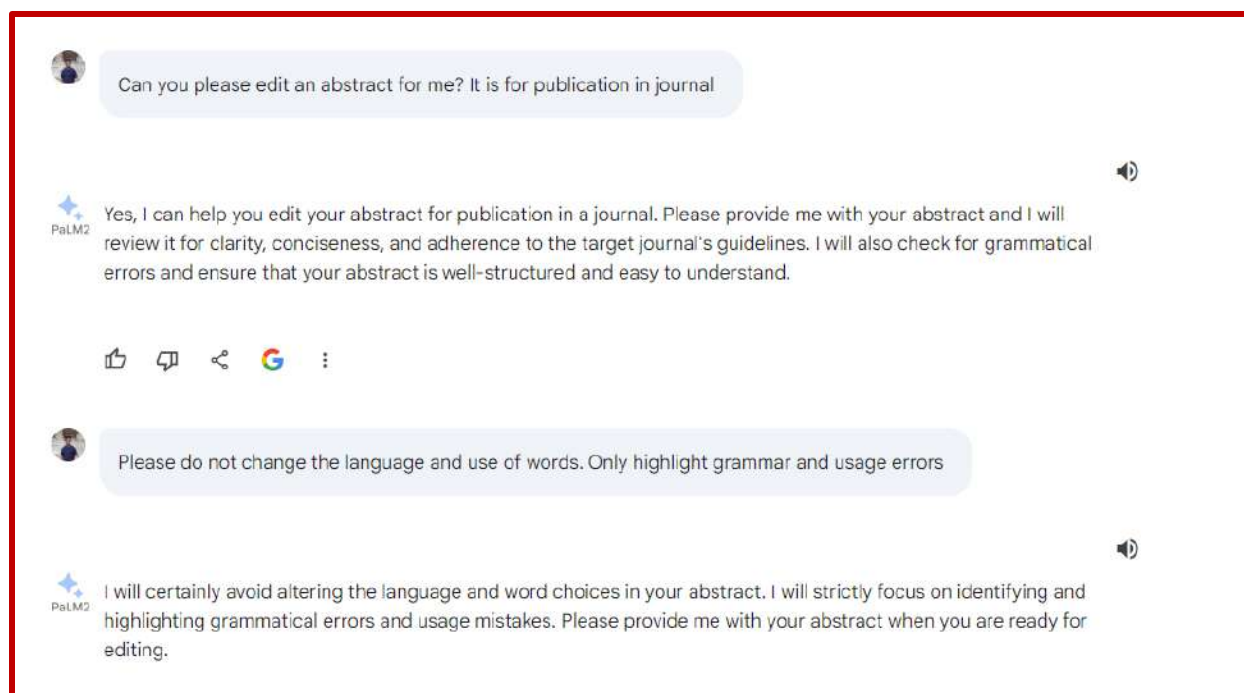 Can you please edit an abstract for me? It is for publication in journal
PaLM2
Yes, I can help you edit your abstract for publication in a journal. Please provide me with your abstract and I will
review it for clarity, conciseness, and adherence to the target journal's guidelines. I will also check for grammatical
errors and ensure that your abstract is well-structured and easy to understand.
Please do not change the language and use of words. Only highlight grammar and usage errors
PaLM2
I will certainly avoid altering the language and word choices in your abstract. I will strictly focus on identifying and
highlighting grammatical errors and usage mistakes. Please provide me with your abstract when you are ready for
editing.